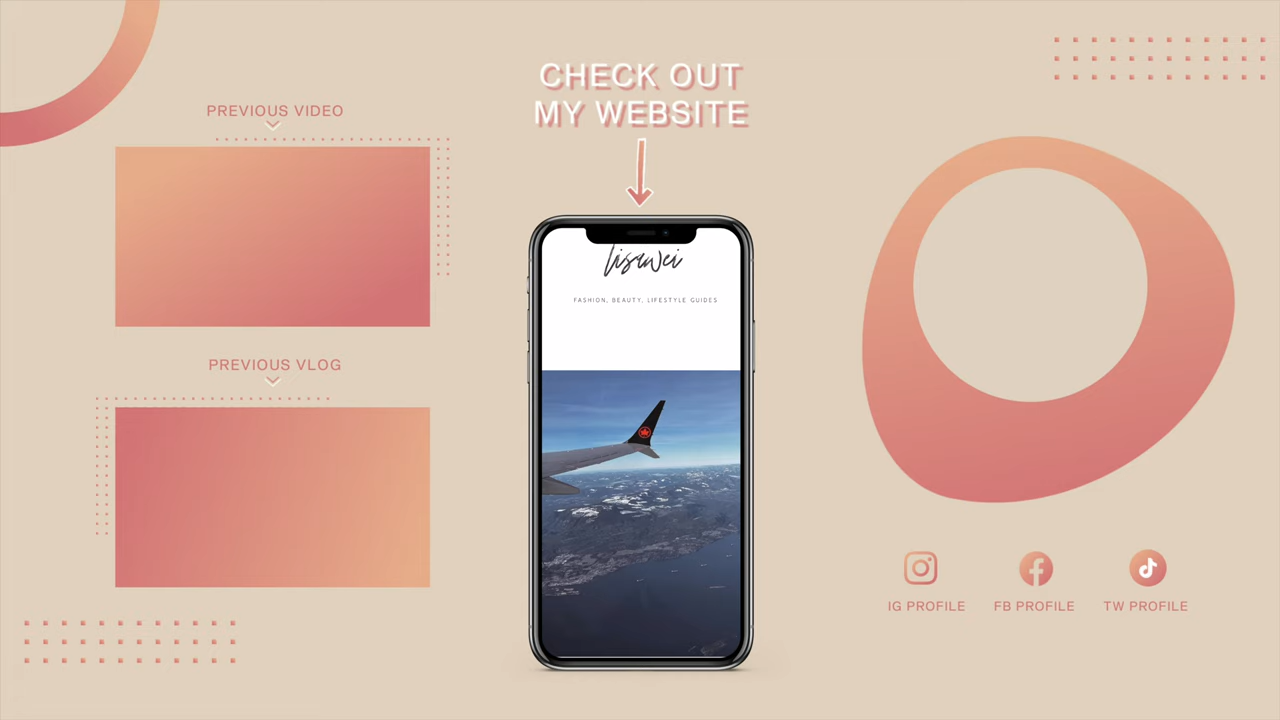 PREVIOUS VIDEO
PREVIOUS VLOG
CHECK OUT
MY WEBSITE
lisawei
FASHION, BEAUTY, LIFESTYLE GUIDES
IG PROFILE
FB PROFILE
TW PROFILE